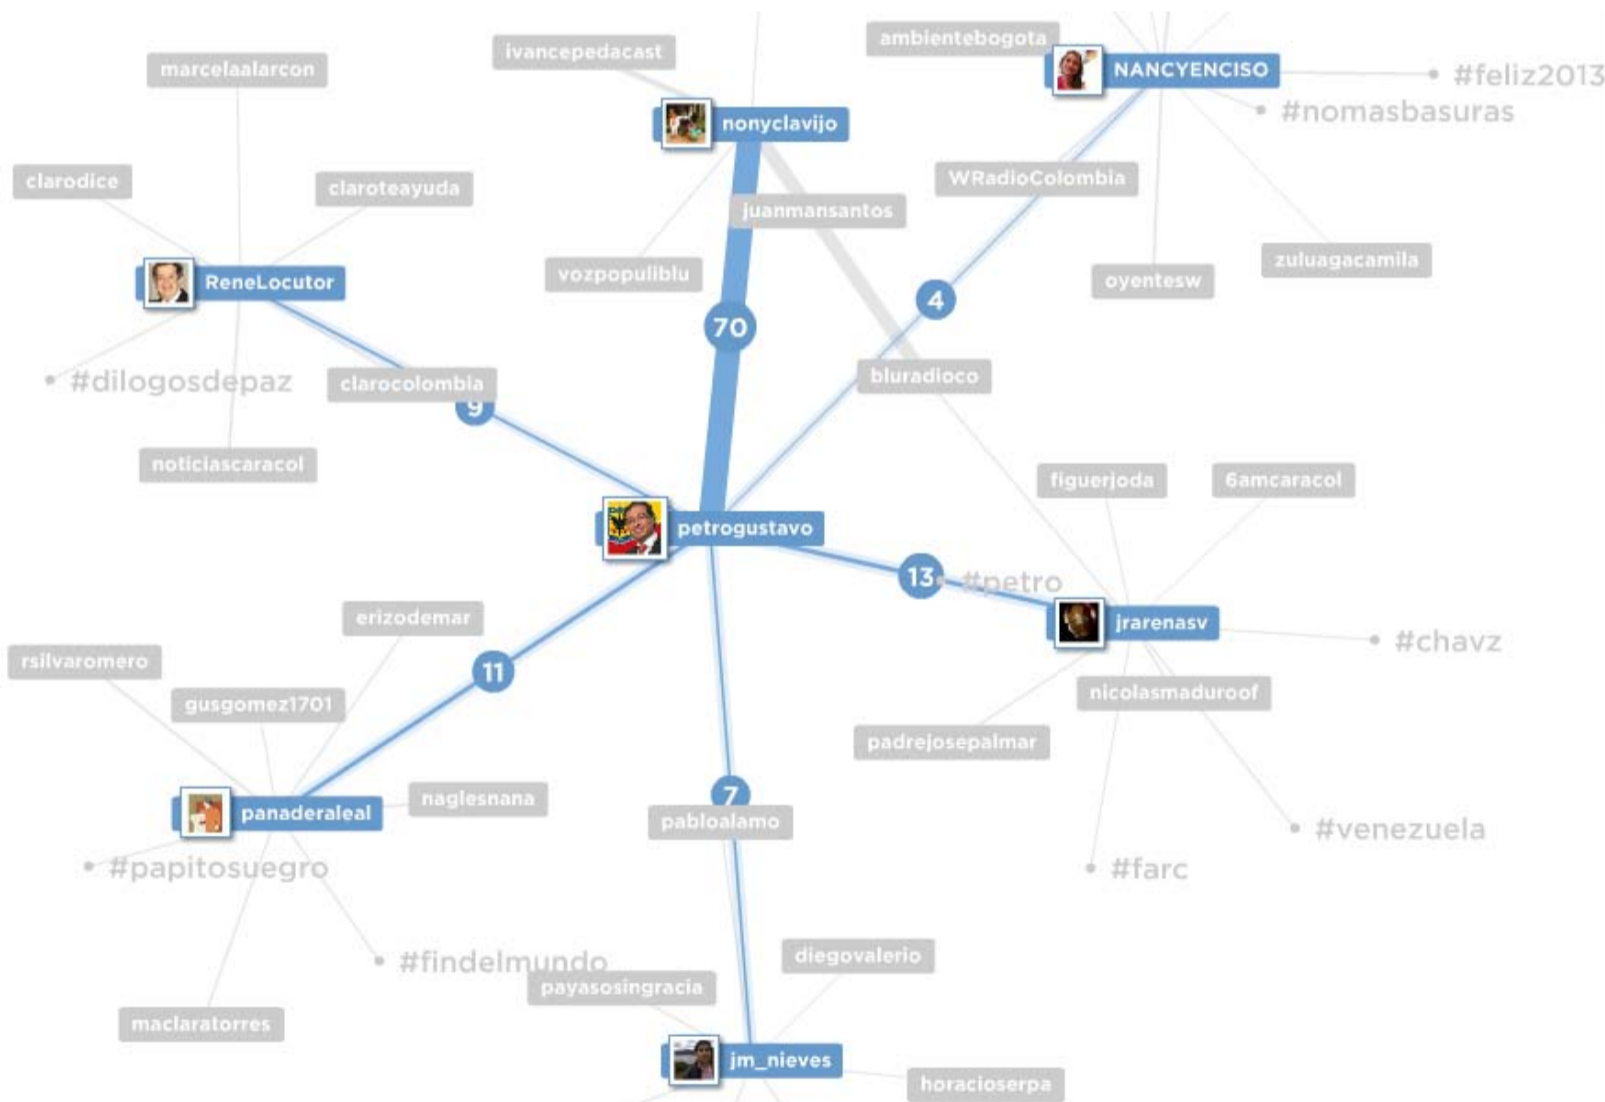 ambientebogota
ivancepedacast
marcelaalarcon
NANCYENCISO
#feliz2013
#nomasbasuras
nonyclavijo
clarodice
claroteayuda
WRadioColombia
juanmansantos
zuluagacamila
vozpopuliblu
oyentesw
ReneLocutor
4
70
bluradioco
#dilogosdepaz
clarocolombia
9
noticiascaracol
figuerjoda
6amcaracol
petrogustavo
13
#petro
jrarenasv
erizodemar
#chavz
rsilvaromero
11
nicolasmaduroof
gusgomez1701
padrejosepalmar
7
naglesnana
panaderaleal
pabloalamo
#venezuela
#papitosuegro
#farc
diegovalerio
#findelmundo
payasosingracia
maclaratorres
jm_nieves
horacioserpa